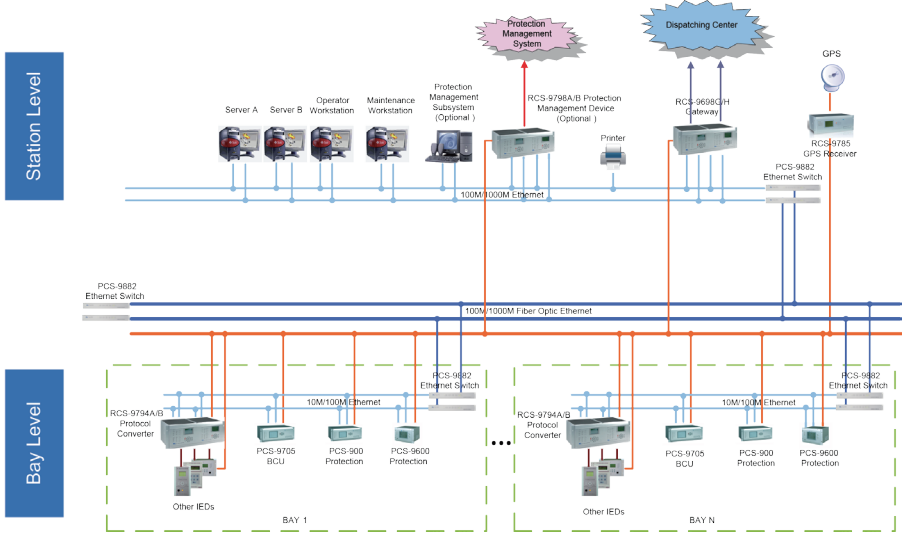 Station Level
Protection
Management
System
Dispatching Center
GPS
Server A
Server B
Operator
Workstation
Maintenance
Workstation
Protection
Management
Subsystem
(Optional )
RCS-9798A/B Protection
Management Device
(Optional )
Printer
RCS-9698G/H
Gateway
RCS-9785
GPS Receiver
PCS-9882
Ethernet Switch
100M/1000M Ethernet
PCS-9882
Ethernet Switch
100M/1000M Fiber Optic Ethernet
Bay Level
PCS-9882
Ethernet Switch
10M/100M Ethernet
RCS-9794A/B
Protocol
Converter
PCS-9705
BCU
PCS-900
Protection
PCS-9600
Protection
Other IEDs
BAY 1
...
PCS-9882
Ethernet Switch
10M/100M Ethernet
RCS-9794A/B
Protocol
Converter
PCS-9705
BCU
PCS-900
Protection
PCS-9600
Protection
Other IEDs
BAY N